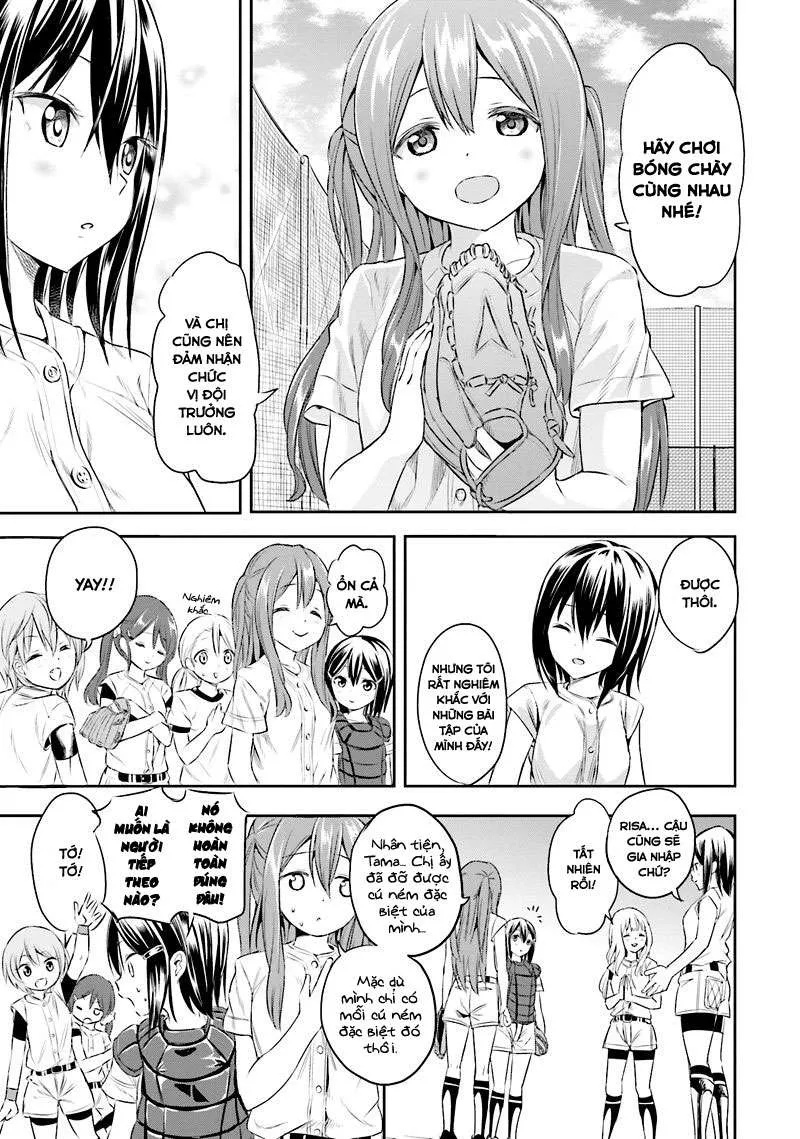 HÃY CHƠI
BÓNG CHÀY
CÙNG NHAU
NHÉ!
VÀ CHỊ
CŨNG NÊN
ĐẢM NHẬN
CHỨC
VỊ ĐỘI
TRƯỞNG
LUÔN.
ĐƯỢC
THÔI.
NHƯNG TÔI
RẤT NGHIÊM
KHẮC VỚI
NHỮNG BÀI
TẬP CỦA
MÌNH ĐẤY!
ỔN CẢ
MÀ.
Nghiêm
khắc...
YAY!!
RISA... CẬU
CŨNG SẼ
GIA NHẬP
CHỨ?
TẤT
NHIÊN
RỒI!
Nhân tiện,
Tama... Chị ấy
đã đỡ được
cú ném đặc
biệt của
mình...
Mặc dù
mình chỉ có
mỗi cú ném
đặc biệt đó
thôi.
NÓ
KHÔNG
HOÀN
TOÀN
ĐÚNG
ĐÂU!
AI
MUỐN LÀ
NGƯỜI
TIẾP
THEO
NÀO?
TỚ!
TỚ!